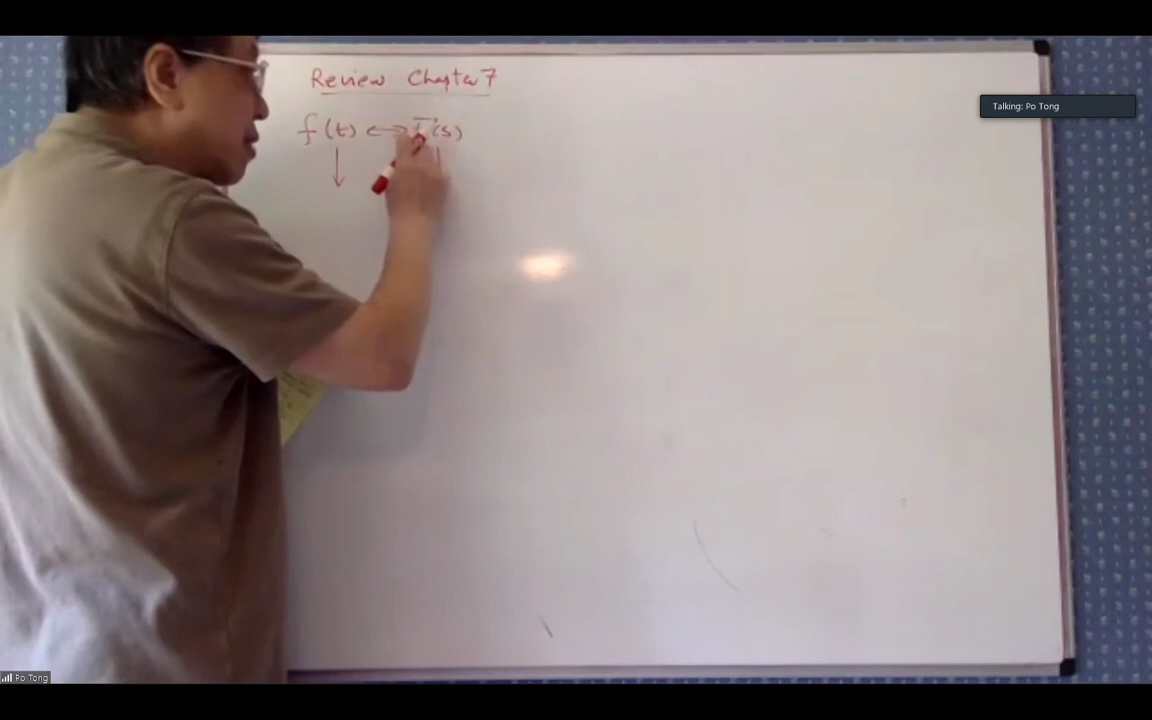 Review Chapter 7
f(t) ↔ F(s)
Talking: Po Tong
Po Tong